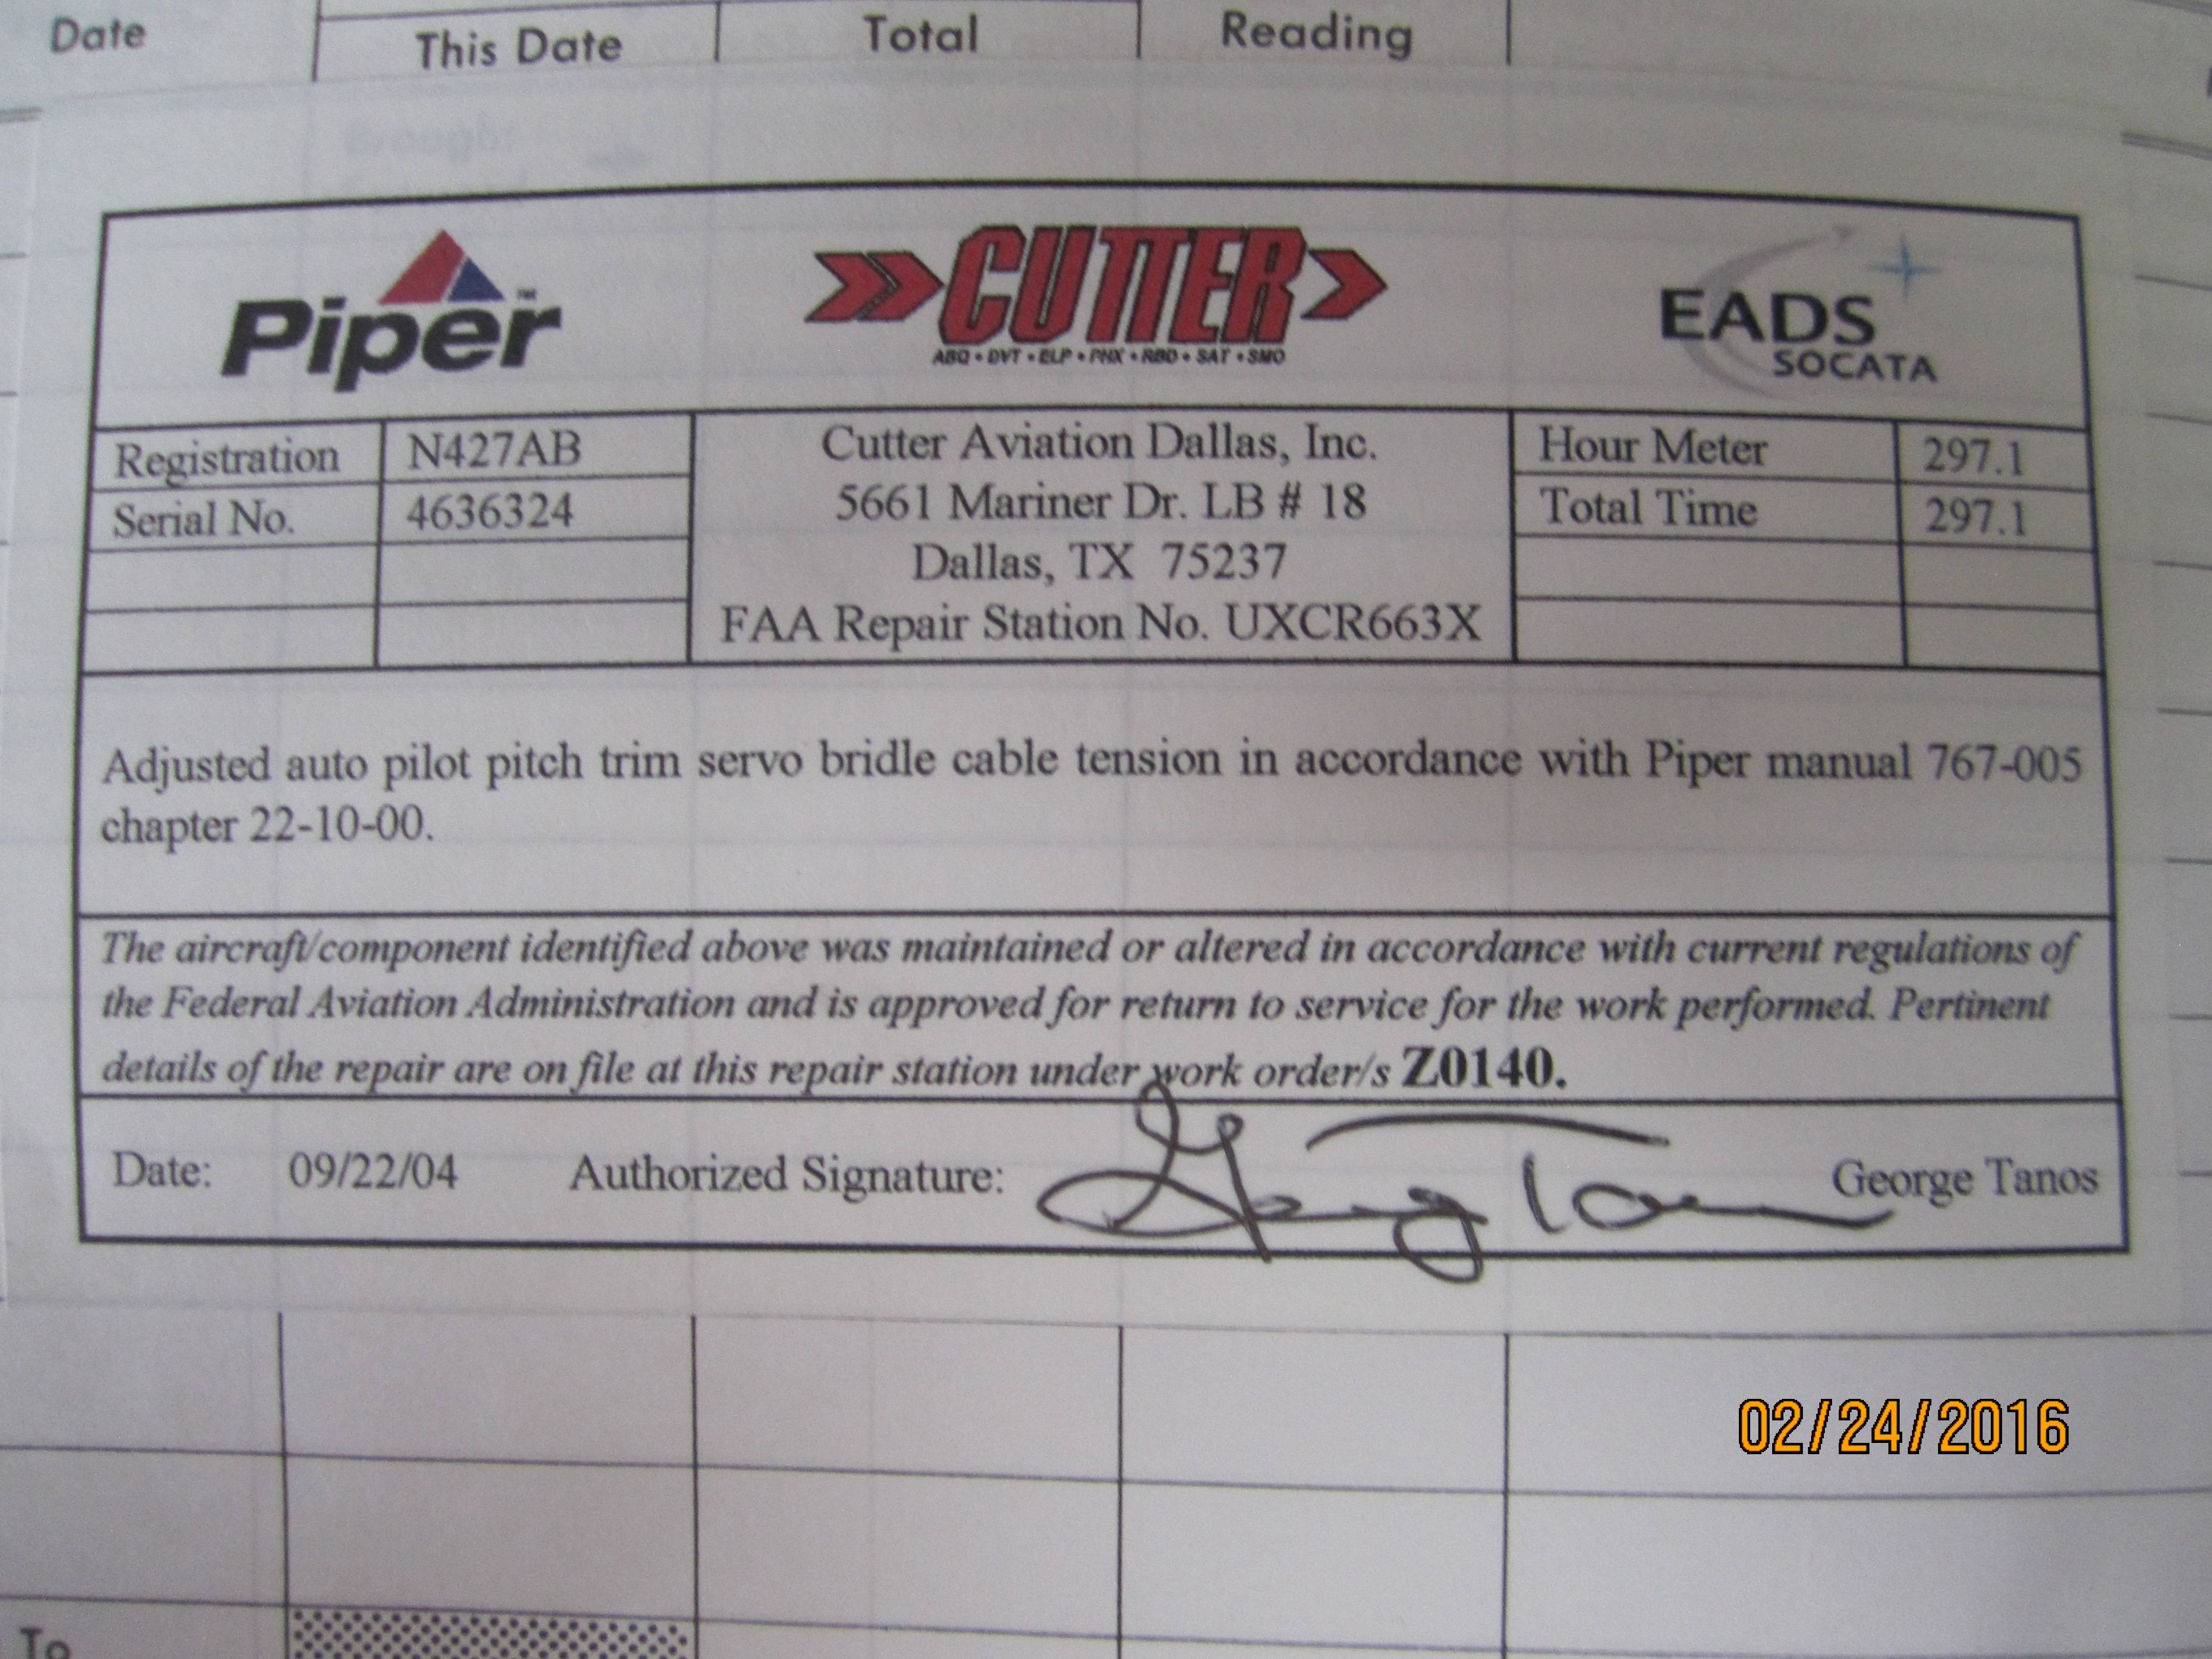 Date This Date Total Reading
Brought
Piper™
CUTTER
ABQ • DVT • ELP • PHX • RBD • SAT • SMO
EADS
SOCATA
Registration N427AB
Serial No. 4636324
Cutter Aviation Dallas, Inc.
5661 Mariner Dr. LB # 18
Dallas, TX 75237
FAA Repair Station No. UXCR663X
Hour Meter 297.1
Total Time 297.1
Adjusted auto pilot pitch trim servo bridle cable tension in accordance with Piper manual 767-005
chapter 22-10-00.
The aircraft/component identified above was maintained or altered in accordance with current regulations of
the Federal Aviation Administration and is approved for return to service for the work performed. Pertinent
details of the repair are on file at this repair station under work order/s Z0140.
Date: 09/22/04 Authorized Signature: George Tanos
02/24/2016
To